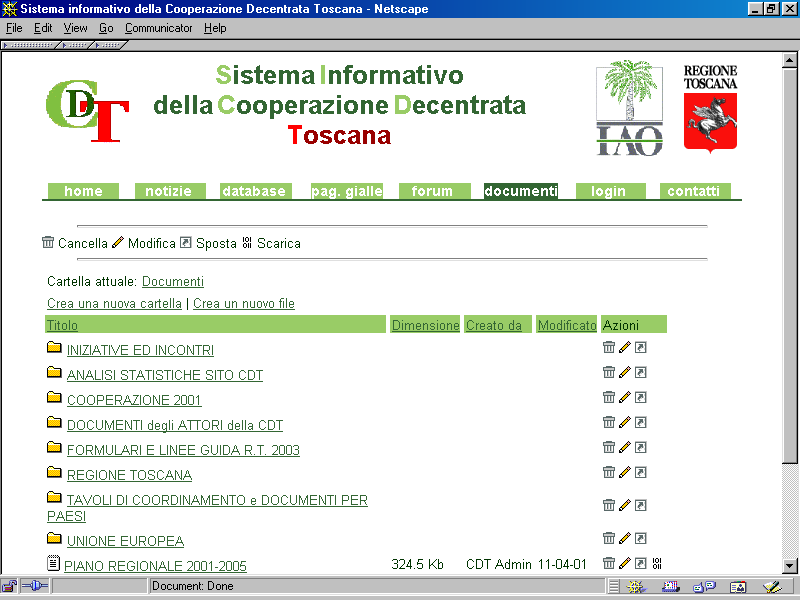 Sistema informativo della Cooperazione Decentrata Toscana - Netscape
File Edit View Go Communicator Help
CDT
Sistema Informativo
della Cooperazione Decentrata
Toscana
IAO
REGIONE
TOSCANA
home notizie database pag. gialle forum documenti login contatti
Cancella Modifica Sposta Scarica
Cartella attuale: Documenti
Crea una nuova cartella | Crea un nuovo file
Titolo Dimensione Creato da Modificato Azioni
INIZIATIVE ED INCONTRI
ANALISI STATISTICHE SITO CDT
COOPERAZIONE 2001
DOCUMENTI degli ATTORI della CDT
FORMULARI E LINEE GUIDA R.T. 2003
REGIONE TOSCANA
TAVOLI DI COORDINAMENTO e DOCUMENTI PER
PAESI
UNIONE EUROPEA
PIANO REGIONALE 2001-2005 324.5 Kb CDT Admin 11-04-01
Document: Done